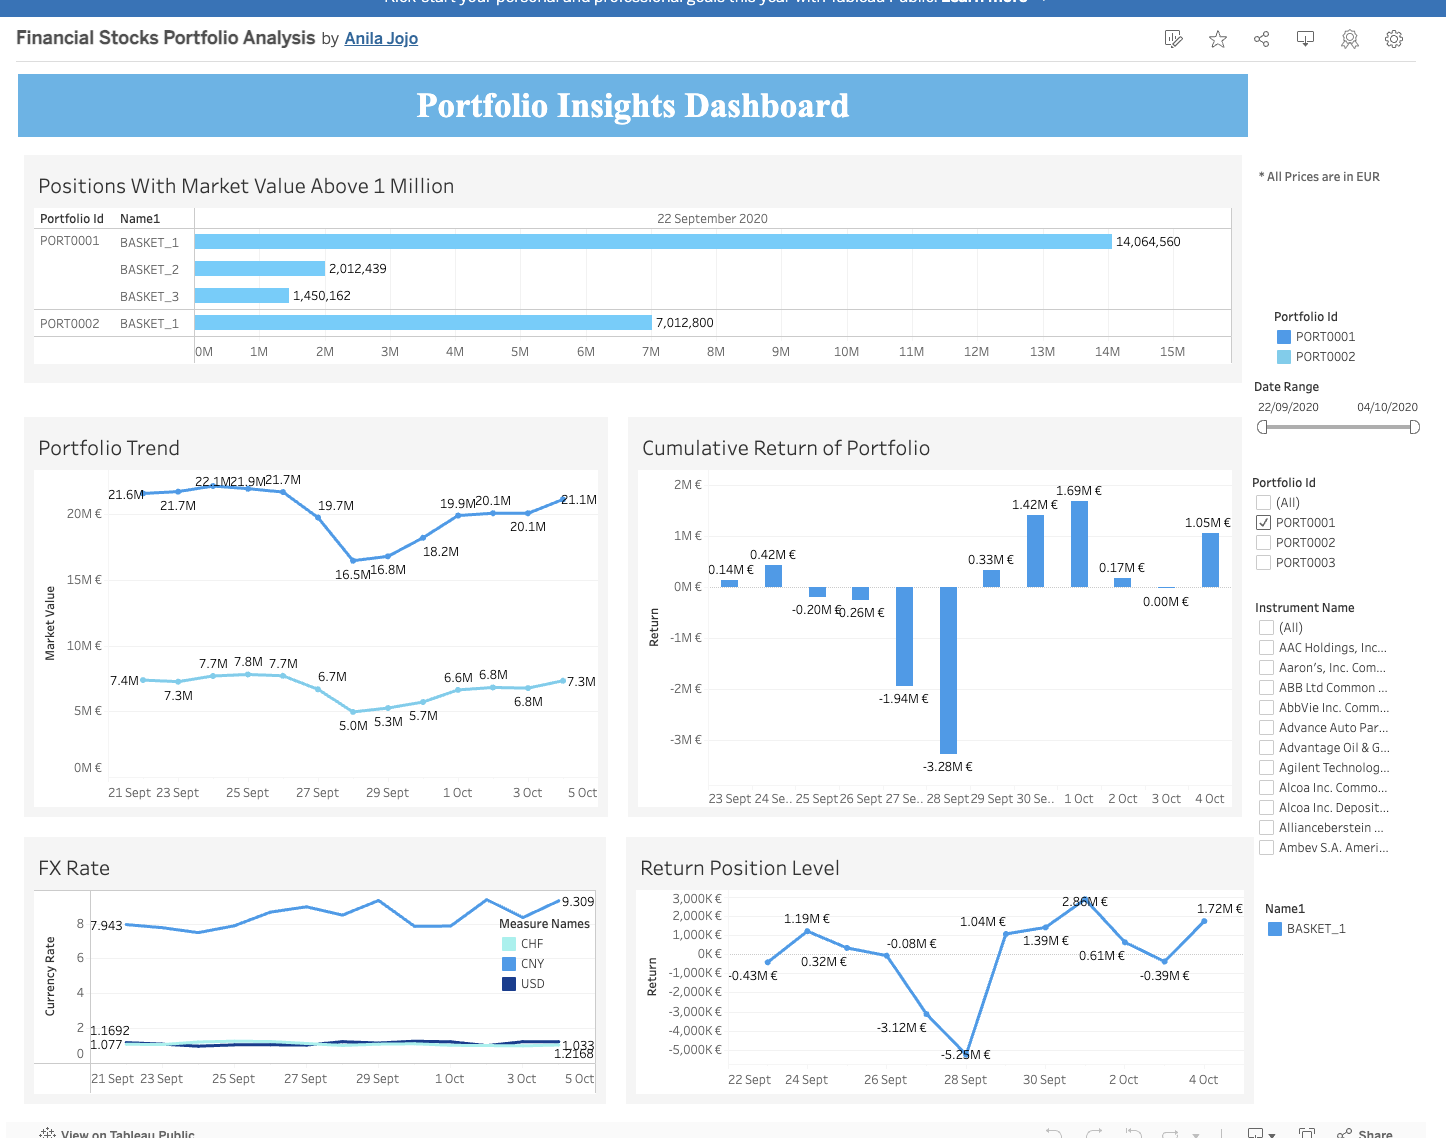 Kick-start your personal and professional goals this year with Tableau Public. Learn more →
Financial Stocks Portfolio Analysis by Anila Jojo
Portfolio Insights Dashboard
Positions With Market Value Above 1 Million
Portfolio Id Name1 22 September 2020
PORT0001 BASKET_1 14,064,560
BASKET_2 2,012,439
BASKET_3 1,450,162
PORT0002 BASKET_1 7,012,800
0M 1M 2M 3M 4M 5M 6M 7M 8M 9M 10M 11M 12M 13M 14M 15M
* All Prices are in EUR
Portfolio Id
PORT0001
PORT0002
Date Range
22/09/2020 04/10/2020
Portfolio Id
(All)
PORT0001
PORT0002
PORT0003
Instrument Name
(All)
AAC Holdings, Inc...
Aaron's, Inc. Com...
ABB Ltd Common ...
AbbVie Inc. Comm...
Advance Auto Par...
Advantage Oil & G...
Agilent Technolog...
Alcoa Inc. Commo...
Alcoa Inc. Deposit...
Allianceberstein ...
Ambev S.A. Ameri...
Name1
BASKET_1
Portfolio Trend
Market Value
20M €
15M €
10M €
5M €
0M €
21.6M 21.7M 22.1M 21.9M 21.7M 19.7M 16.5M 16.8M 18.2M 19.9M 20.1M 20.1M 21.1M
7.4M 7.3M 7.7M 7.8M 7.7M 6.7M 5.0M 5.3M 5.7M 6.6M 6.8M 6.8M 7.3M
21 Sept 23 Sept 25 Sept 27 Sept 29 Sept 1 Oct 3 Oct 5 Oct
Cumulative Return of Portfolio
Return
2M €
1M €
0M €
-1M €
-2M €
-3M €
0.14M € 0.42M € -0.20M € -0.26M € -1.94M € -3.28M € 0.33M € 1.42M € 1.69M € 0.17M € 0.00M € 1.05M €
23 Sept 24 Se.. 25 Sept 26 Sept 27 Se.. 28 Sept 29 Sept 30 Se.. 1 Oct 2 Oct 3 Oct 4 Oct
FX Rate
Currency Rate
8
6
4
2
0
7.943 9.309
1.1692
1.077 1.033
1.2168
Measure Names
CHF
CNY
USD
21 Sept 23 Sept 25 Sept 27 Sept 29 Sept 1 Oct 3 Oct 5 Oct
Return Position Level
Return
3,000K €
2,000K €
1,000K €
0K €
-1,000K €
-2,000K €
-3,000K €
-4,000K €
-5,000K €
-0.43M € 1.19M € 0.32M € -0.08M € -3.12M € -5.25M € 1.04M € 1.39M € 2.86M € 0.61M € -0.39M € 1.72M €
22 Sept 24 Sept 26 Sept 28 Sept 30 Sept 2 Oct 4 Oct
View on Tableau Public
Share